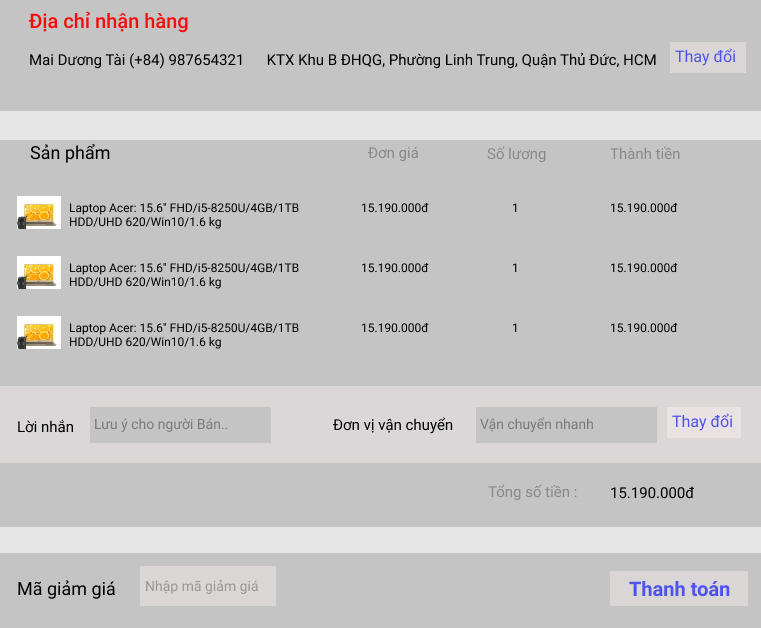 Địa chỉ nhận hàng
Mai Dương Tài (+84) 987654321 KTX Khu B ĐHQG, Phường Linh Trung, Quận Thủ Đức, HCM Thay đổi
Sản phẩm Đơn giá Số lương Thành tiền
Laptop Acer: 15.6" FHD/i5-8250U/4GB/1TB 15.190.000đ 1 15.190.000đ
HDD/UHD 620/Win10/1.6 kg
Laptop Acer: 15.6" FHD/i5-8250U/4GB/1TB 15.190.000đ 1 15.190.000đ
HDD/UHD 620/Win10/1.6 kg
Laptop Acer: 15.6" FHD/i5-8250U/4GB/1TB 15.190.000đ 1 15.190.000đ
HDD/UHD 620/Win10/1.6 kg
Lời nhắn Lưu ý cho người Bán.. Đơn vị vận chuyển Vận chuyển nhanh Thay đổi
Tổng số tiền : 15.190.000đ
Mã giảm giá Nhập mã giảm giá Thanh toán